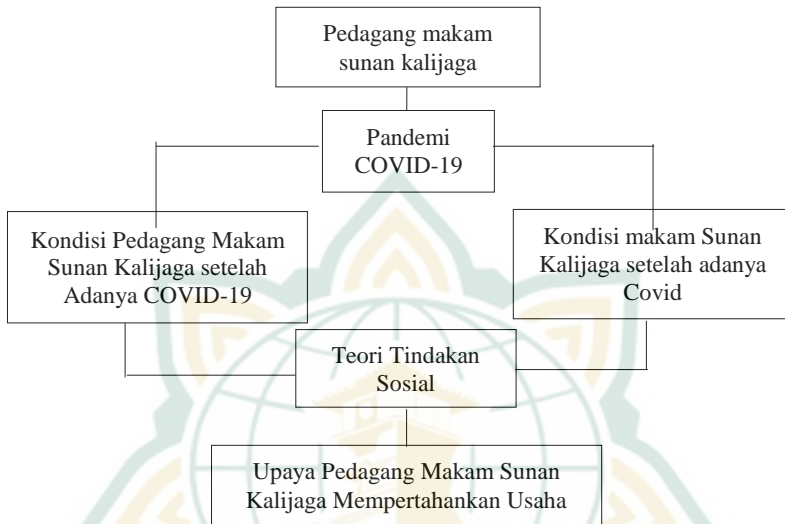 Pedagang makam
sunan kalijaga
Pandemi
COVID-19
Kondisi Pedagang Makam
Sunan Kalijaga setelah
Adanya COVID-19
Kondisi makam Sunan
Kalijaga setelah adanya
Covid
Teori Tindakan
Sosial
Upaya Pedagang Makam Sunan
Kalijaga Mempertahankan Usaha